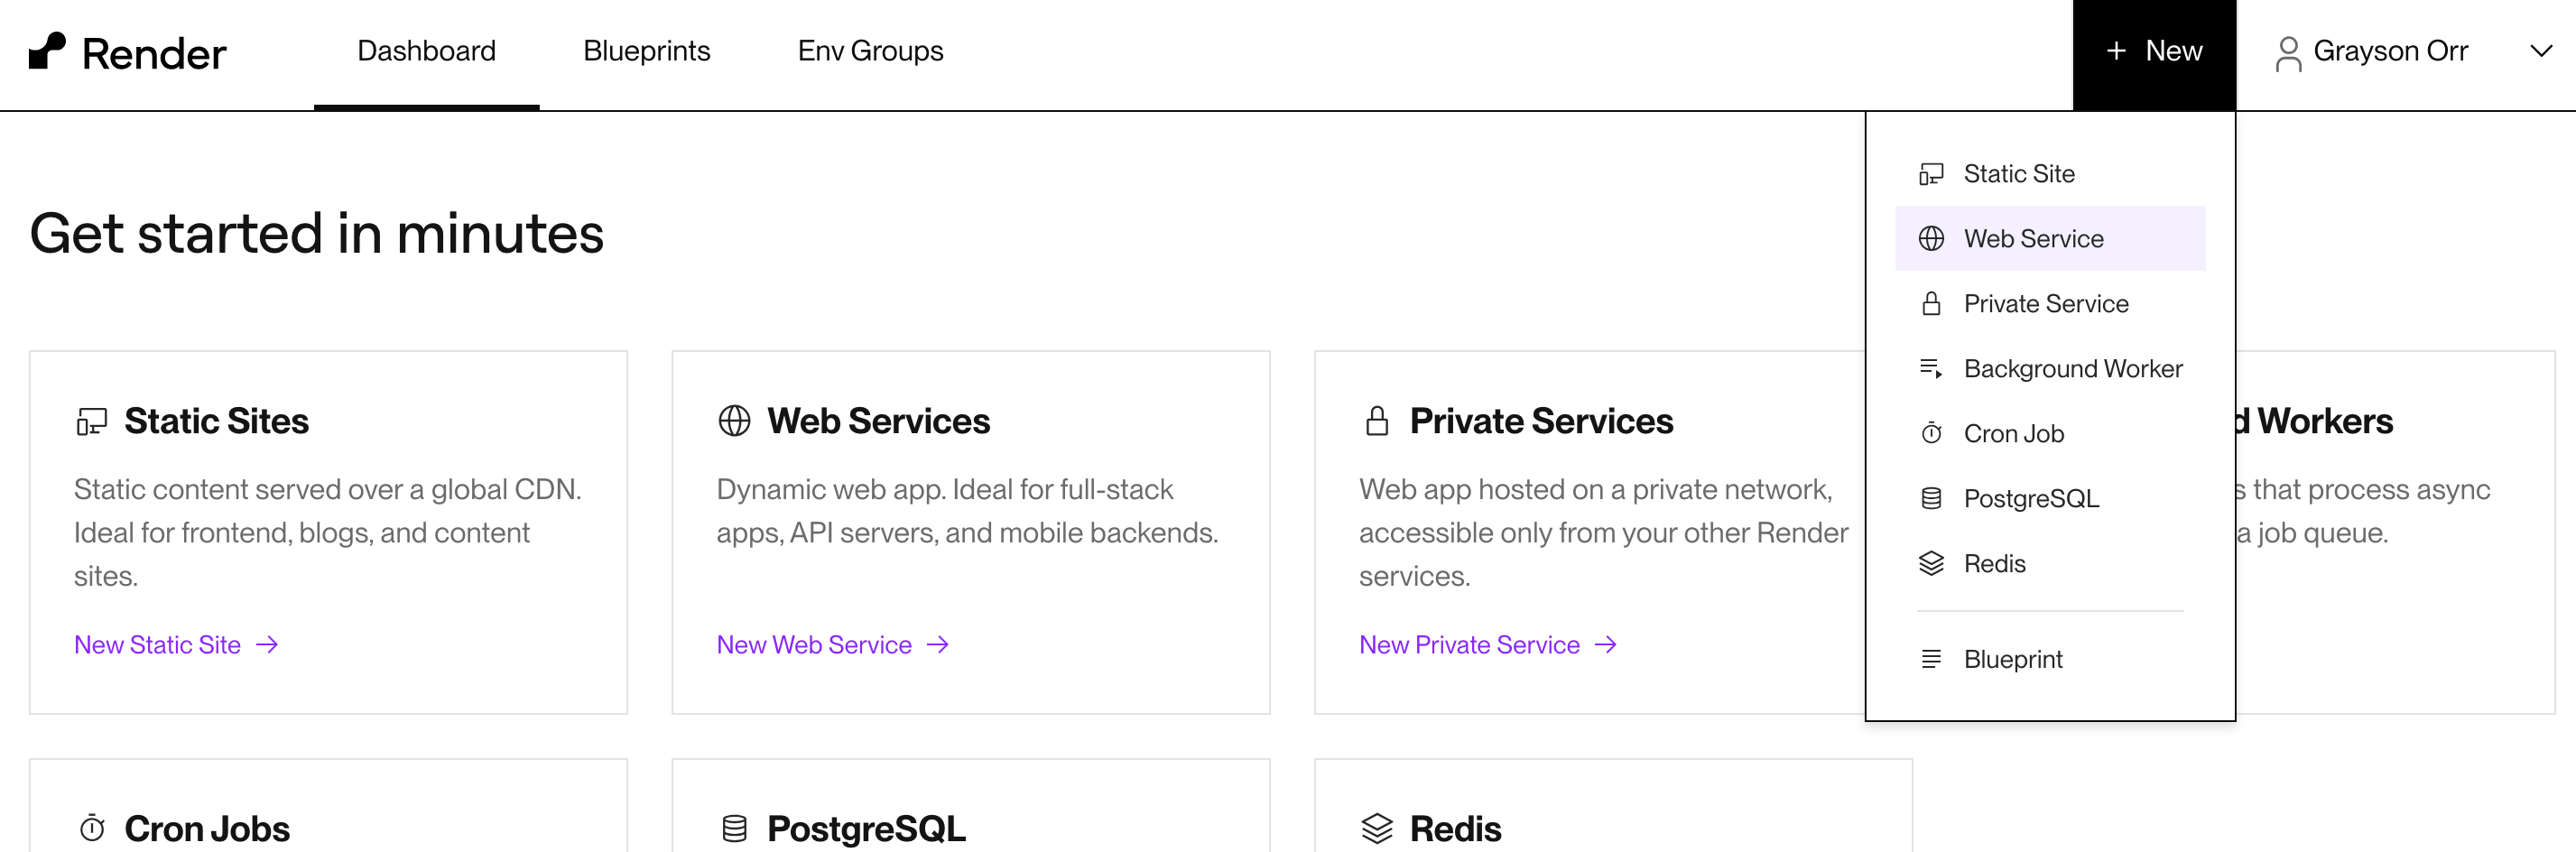 Render
Dashboard
Blueprints
Env Groups
+ New
Grayson Orr
Static Site
Web Service
Private Service
Background Worker
Cron Job
PostgreSQL
Redis
Blueprint
Get started in minutes
Static Sites
Static content served over a global CDN.
Ideal for frontend, blogs, and content
sites.
New Static Site →
Web Services
Dynamic web app. Ideal for full-stack
apps, API servers, and mobile backends.
New Web Service →
Private Services
Web app hosted on a private network,
accessible only from your other Render
services.
New Private Service →
d Workers
s that process async
a job queue.
Cron Jobs
PostgreSQL
Redis